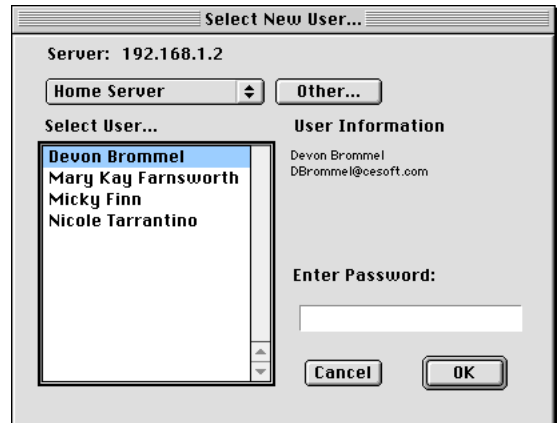 Select New User...
Server: 192.168.1.2
Home Server
Other...
Select User...
Devon Brommel
Mary Kay Farnsworth
Micky Finn
Nicole Tarrantino
User Information
Devon Brommel
DBrommel@cesoft.com
Enter Password:
Cancel
OK